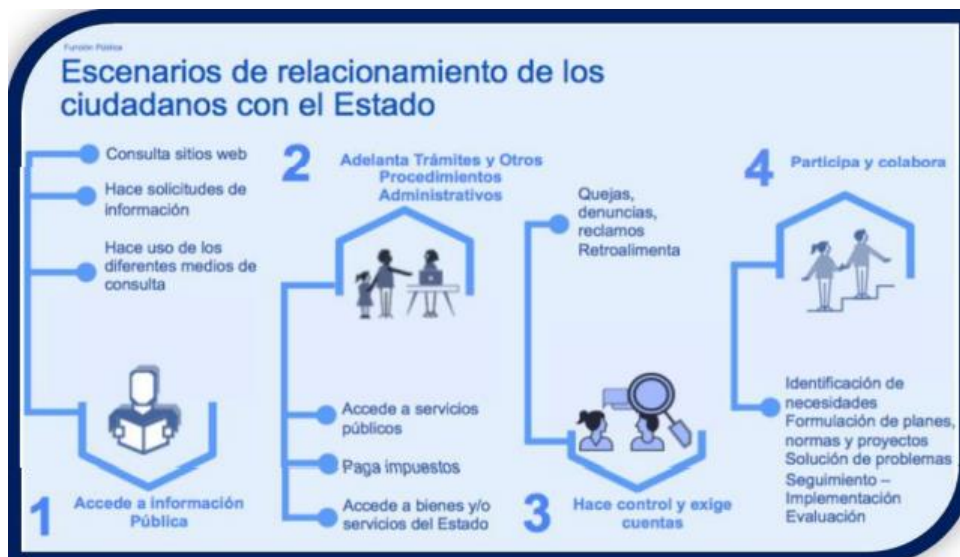 Función Pública
Escenarios de relacionamiento de los
ciudadanos con el Estado
Consulta sitios web
Hace solicitudes de
información
Hace uso de los
diferentes medios de
consulta
1
Accede a información
Pública
2
Adelanta Trámites y Otros
Procedimientos
Administrativos
Accede a servicios
públicos
Paga impuestos
Accede a bienes y/o
servicios del Estado
Quejas,
denuncias,
reclamos
Retroalimenta
3
Hace control y exige
cuentas
4
Participa y colabora
Identificación de
necesidades
Formulación de planes,
normas y proyectos
Solución de problemas
Seguimiento –
Implementación
Evaluación